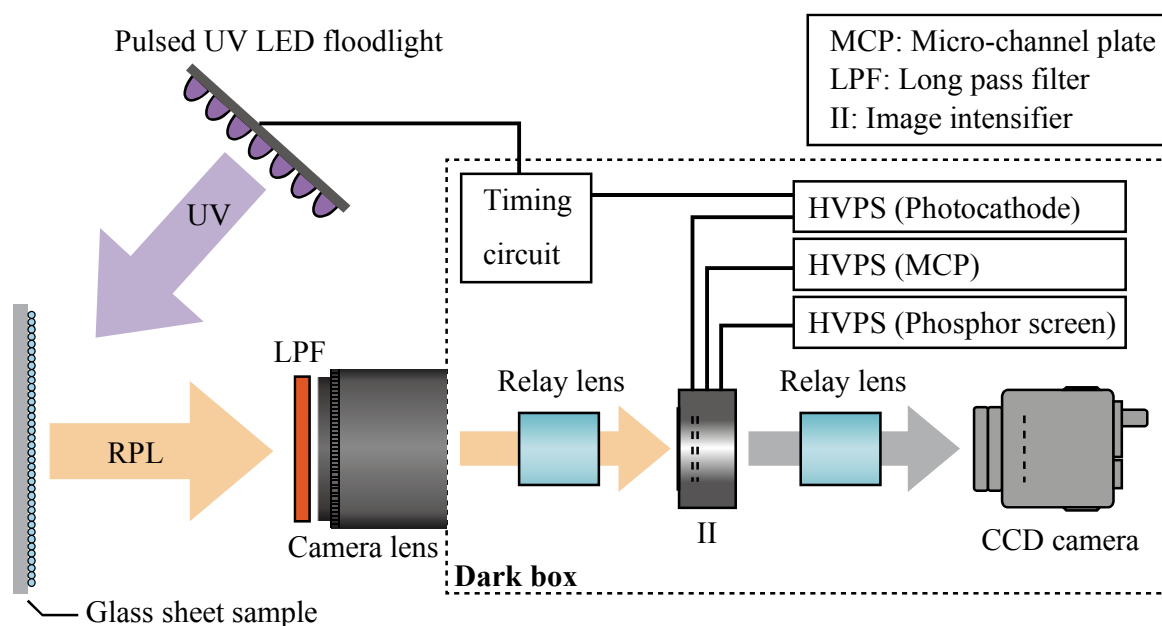 Pulsed UV LED floodlight
MCP: Micro-channel plate
LPF: Long pass filter
II: Image intensifier
UV
Timing
circuit
HVPS (Photocathode)
HVPS (MCP)
HVPS (Phosphor screen)
LPF
Relay lens
Relay lens
RPL
Camera lens
II
CCD camera
Dark box
Glass sheet sample